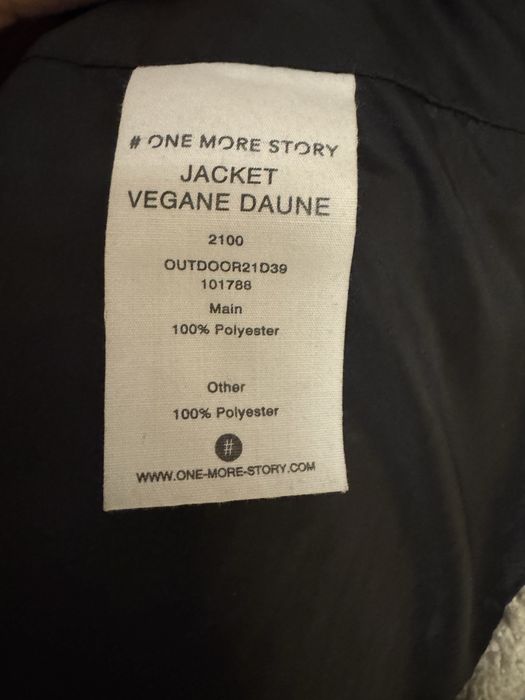 # ONE MORE STORY
JACKET
VEGANE DAUNE
2100
OUTDOOR21D39
101788
Main
100% Polyester
Other
100% Polyester
#
WWW.ONE-MORE-STORY.COM